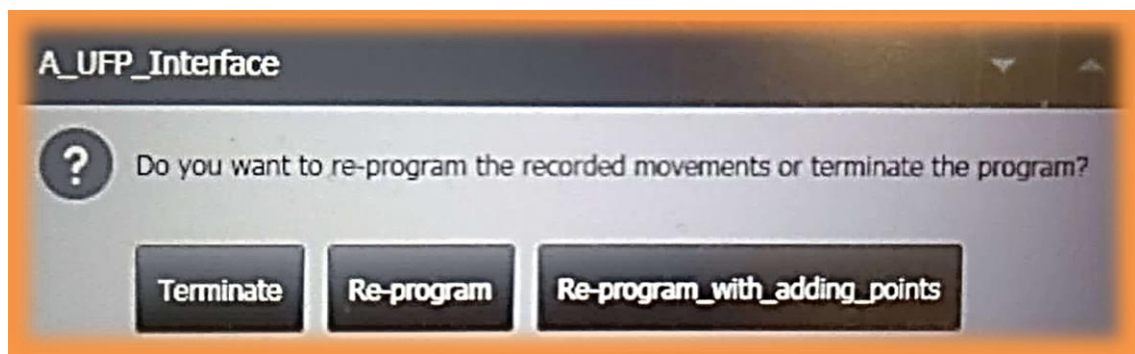 A_UFP_Interface
Do you want to re-program the recorded movements or terminate the program?
Terminate Re-program Re-program_with_adding_points